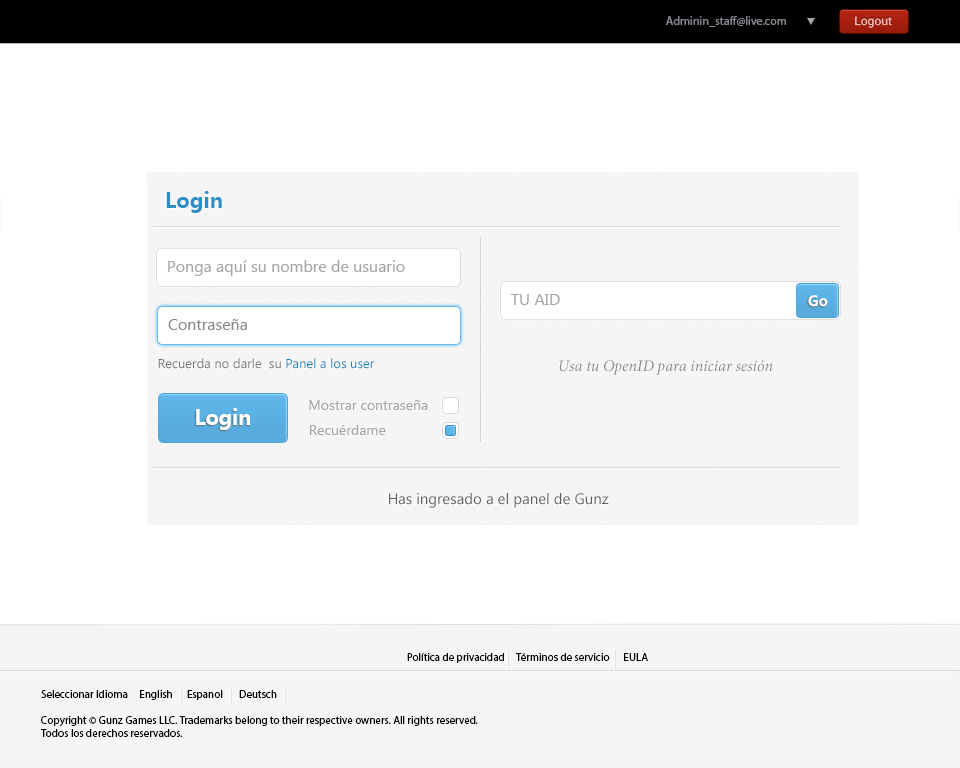 Adminin_staff@live.com ▼ Logout
Login
Ponga aquí su nombre de usuario
Contraseña
Recuerda no darle su Panel a los user
Login
Mostrar contraseña
Recuérdame
TU AID Go
Usa tu OpenID para iniciar sesión
Has ingresado a el panel de Gunz
Política de privacidad Términos de servicio EULA
Seleccionar Idioma English Espanol Deutsch
Copyright © Gunz Games LLC. Trademarks belong to their respective owners. All rights reserved.
Todos los derechos reservados.